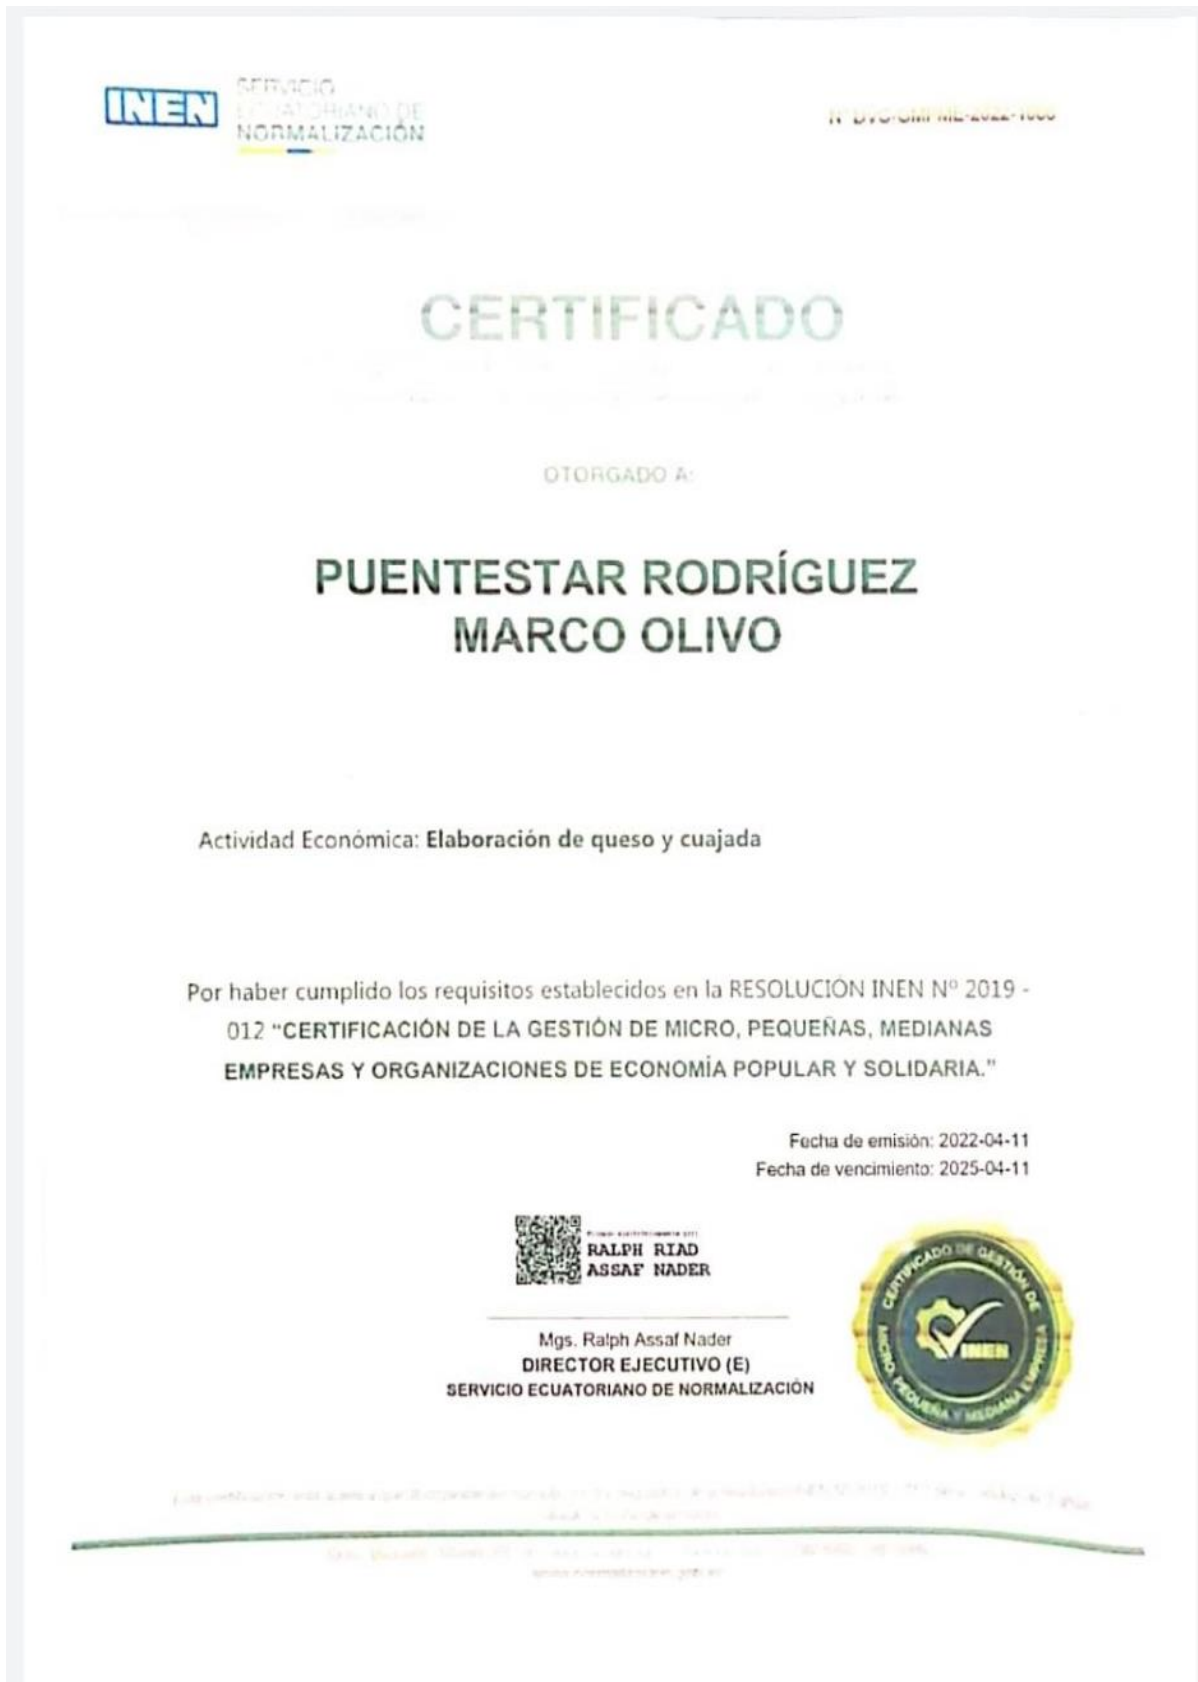 INEN
SERVICIO
ECUATORIANO DE
NORMALIZACIÓN
CERTIFICADO
OTORGADO A:
PUENTESTAR RODRÍGUEZ
MARCO OLIVO
Actividad Económica: Elaboración de queso y cuajada
Por haber cumplido los requisitos establecidos en la RESOLUCIÓN INEN Nº 2019 -
012 “CERTIFICACIÓN DE LA GESTIÓN DE MICRO, PEQUEÑAS, MEDIANAS
EMPRESAS Y ORGANIZACIONES DE ECONOMÍA POPULAR Y SOLIDARIA.”
Fecha de emisión: 2022-04-11
Fecha de vencimiento: 2025-04-11
RALPH RIAD
ASSAF NADER
Mgs. Ralph Assaf Nader
DIRECTOR EJECUTIVO (E)
SERVICIO ECUATORIANO DE NORMALIZACIÓN
CERTIFICADO DE GESTIÓN DE
MICRO, PEQUEÑA Y MEDIANA EMPRESA
INEN